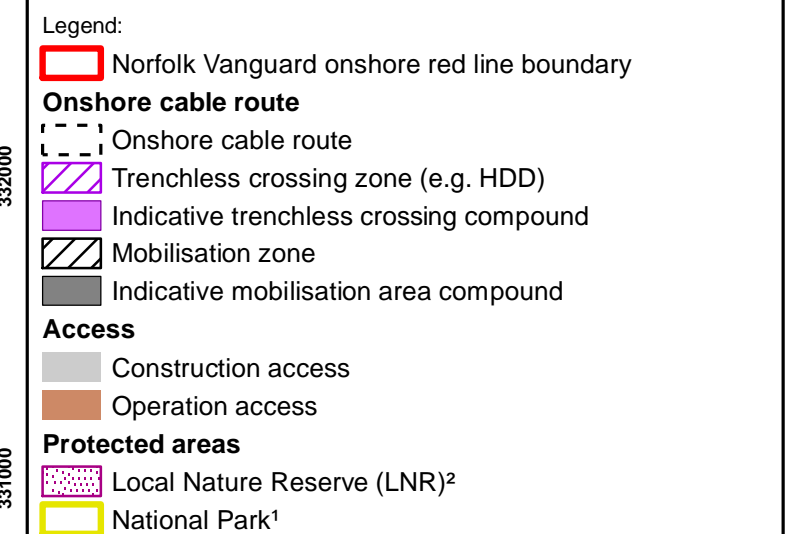 Legend:
Norfolk Vanguard onshore red line boundary
Onshore cable route
Onshore cable route
Trenchless crossing zone (e.g. HDD)
Indicative trenchless crossing compound
Mobilisation zone
Indicative mobilisation area compound
Access
Construction access
Operation access
Protected areas
Local Nature Reserve (LNR)²
National Park¹
332000
331000